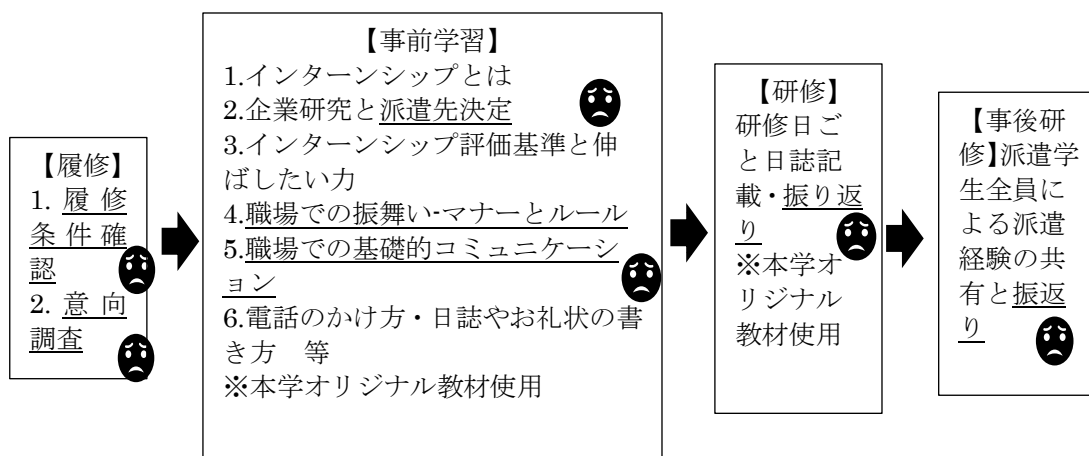 【履修】
1. 履修
条件確
認
2. 意向
調査
【事前学習】
1.インターンシップとは
2.企業研究と派遣先決定
3.インターンシップ評価基準と伸
ばしたい力
4.職場での振舞い-マナーとルール
5.職場での基礎的コミュニケーシ
ョン
6.電話のかけ方・日誌やお礼状の書
き方　等
※本学オリジナル教材使用
【研修】
研修日ご
と日誌記
載・振り返
り
※本学オ
リジナル
教材使用
【事後研
修】派遣学
生全員に
よる派遣
経験の共
有と振返
り